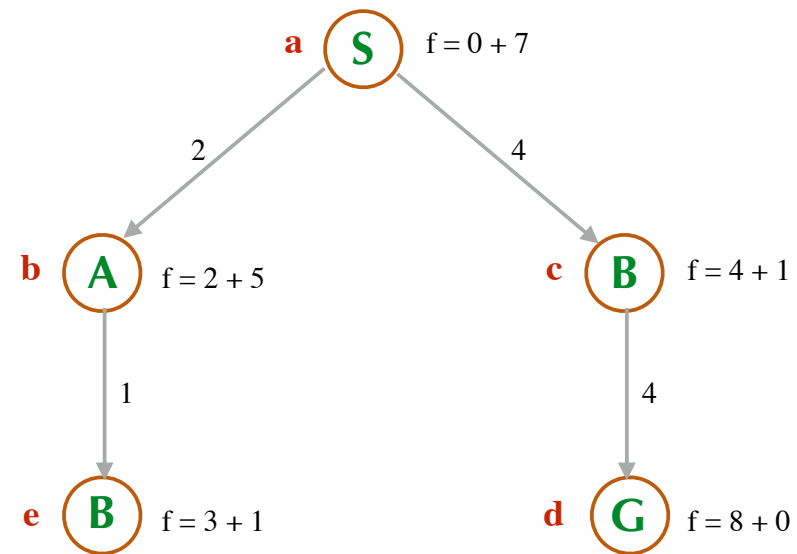 a S f = 0 + 7
2 4
b A f = 2 + 5
c B f = 4 + 1
1 4
e B f = 3 + 1
d G f = 8 + 0